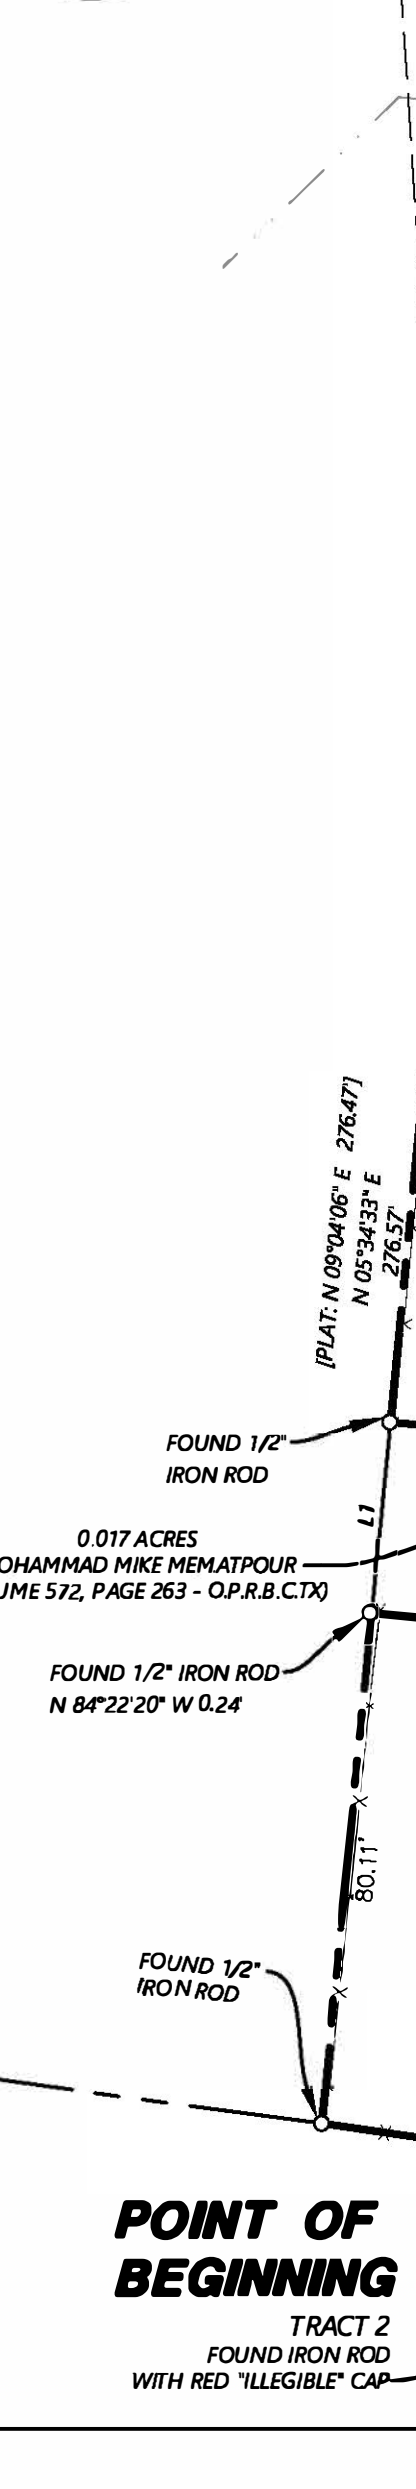 [PLAT: N 09°04'06" E 276.47']
N 05°34'33" E
276.57'
FOUND 1/2"
IRON ROD
L1
0.017 ACRES
OHAMMAD MIKE MEMATPOUR
UME 572, PAGE 263 - O.P.R.B.C.TX)
FOUND 1/2" IRON ROD
N 84°22'20" W 0.24'
80.11'
FOUND 1/2"
IRON ROD
POINT OF
BEGINNING
TRACT 2
FOUND IRON ROD
WITH RED "ILLEGIBLE" CAP